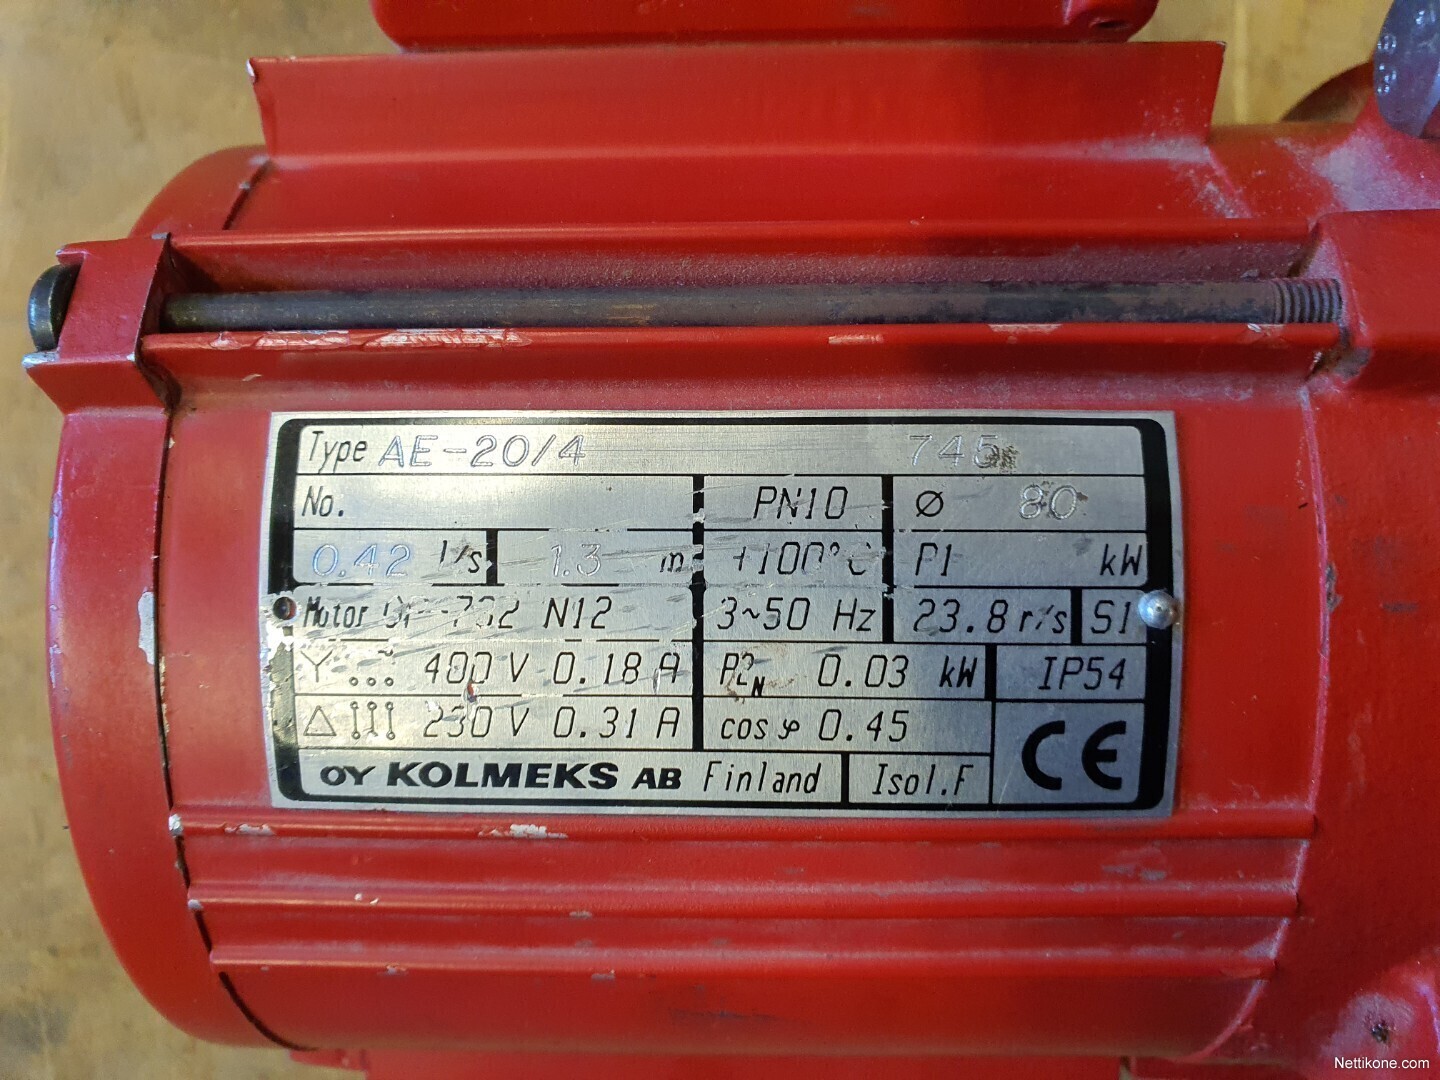 Type AE-20/4 745
No. PN10 ⌀ 80
0.42 l/s 1.3 m +100°C P1 kW
Motor N12 3~50 Hz 23.8 r/s S1
Y 400 V 0.18 A P2N 0.03 kW IP54
△ 230 V 0.31 A cos φ 0.45
OY KOLMEKS AB Finland Isol.F CE
Nettikone.com